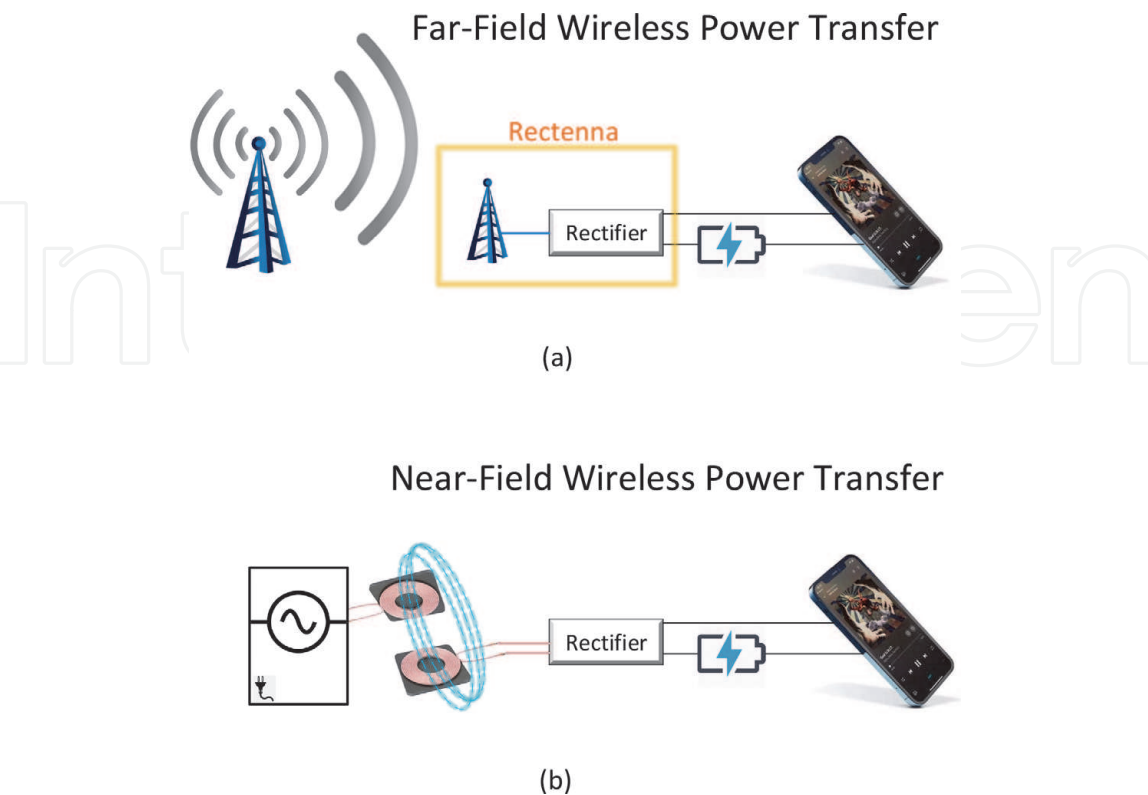 Far-Field Wireless Power Transfer
Rectenna
Rectifier
(a)
Near-Field Wireless Power Transfer
Rectifier
(b)